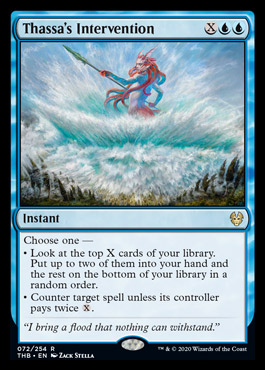 Thassa's Intervention XUU
Instant
Choose one —
• Look at the top X cards of your library.
Put up to two of them into your hand and
the rest on the bottom of your library in a
random order.
• Counter target spell unless its controller
pays twice X.
“I bring a flood that nothing can withstand.”
072/254 R
THB • EN Zack Stella
™ & © 2020 Wizards of the Coast